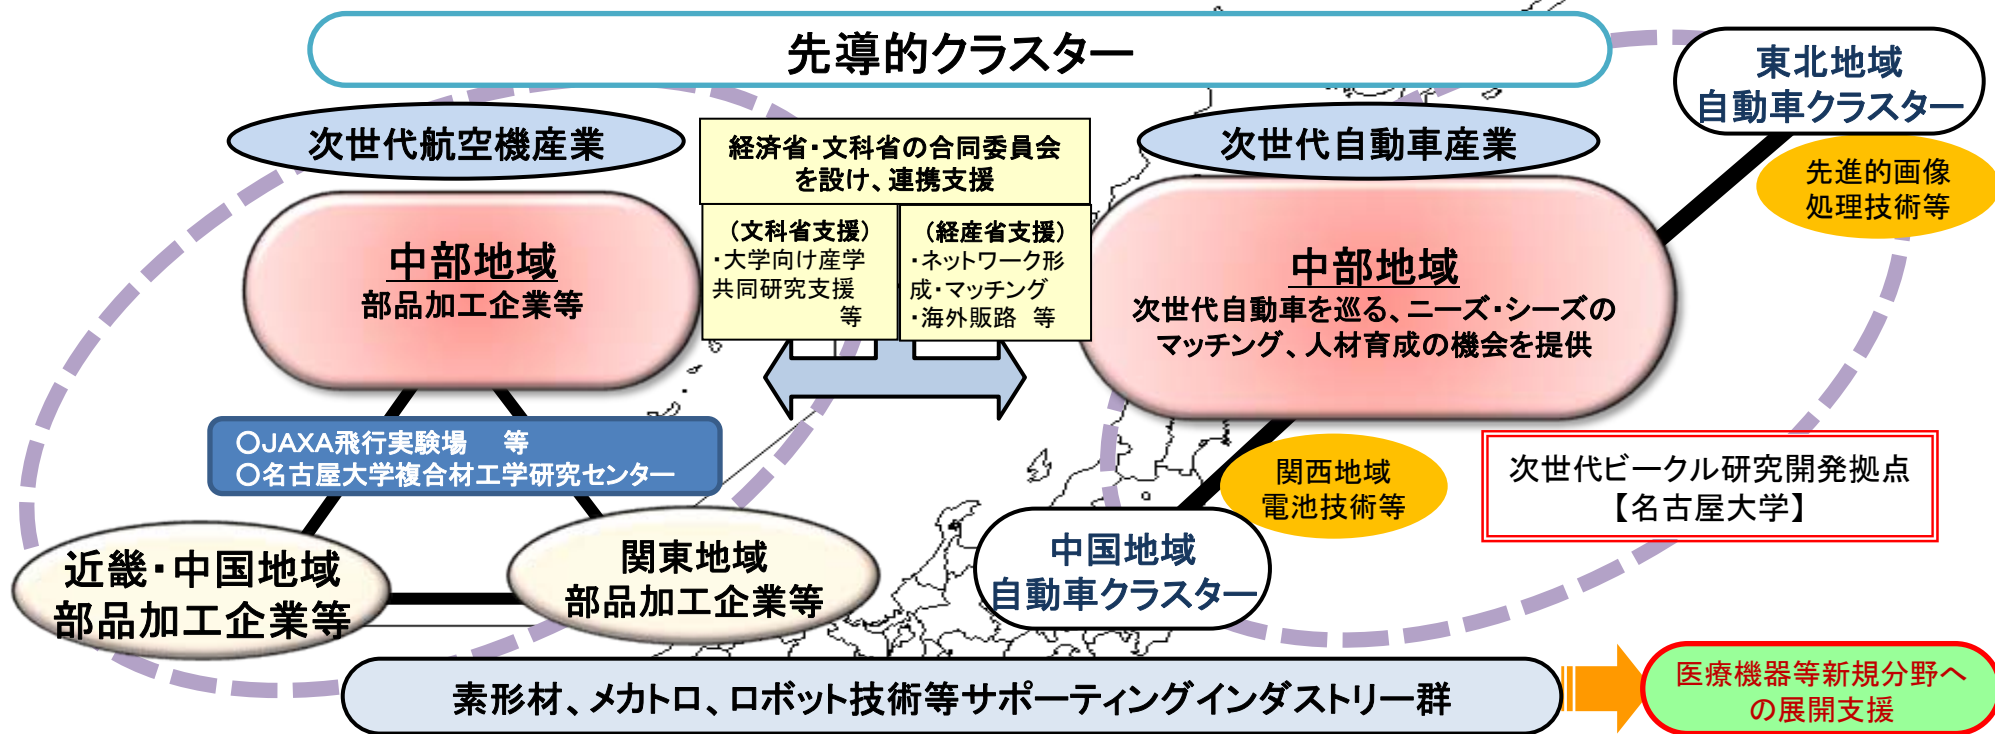 先導的クラスター
東北地域
自動車クラスター
先進的画像
処理技術等
次世代航空機産業
経済省・文科省の合同委員会
を設け、連携支援
次世代自動車産業
中部地域
部品加工企業等
（文科省支援）
・大学向け産学
共同研究支援
等
（経産省支援）
・ネットワーク形
成・マッチング
・海外販路　等
中部地域
次世代自動車を巡る、ニーズ・シーズの
マッチング、人材育成の機会を提供
〇JAXA飛行実験場　等
〇名古屋大学複合材工学研究センター
関西地域
電池技術等
次世代ビークル研究開発拠点
【名古屋大学】
近畿・中国地域
部品加工企業等
関東地域
部品加工企業等
中国地域
自動車クラスター
素形材、メカトロ、ロボット技術等サポーティングインダストリー群
医療機器等新規分野へ
の展開支援